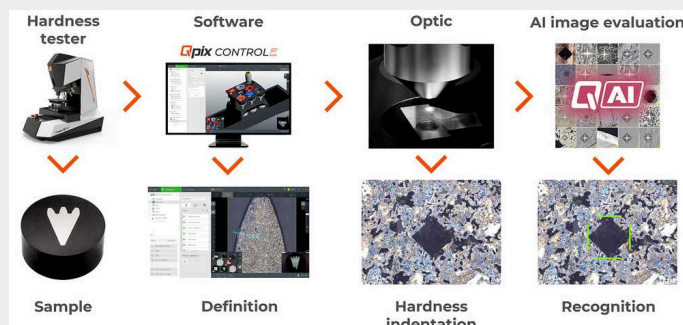 Hardness
tester
Software
Optic
AI image evaluation
Qpix CONTROL
QAI
Sample
Definition
Hardness
indentation
Recognition